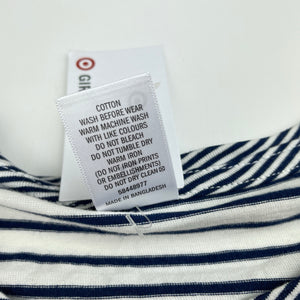 GIR
COTTON
WASH BEFORE WEAR
WARM MACHINE WASH
WITH LIKE COLOURS
DO NOT BLEACH
DO NOT TUMBLE DRY
WARM IRON
(DO NOT IRON PRINTS
OR EMBELLISHMENTS)
DO NOT DRY CLEAN
58448977
MADE IN BANGLADESH